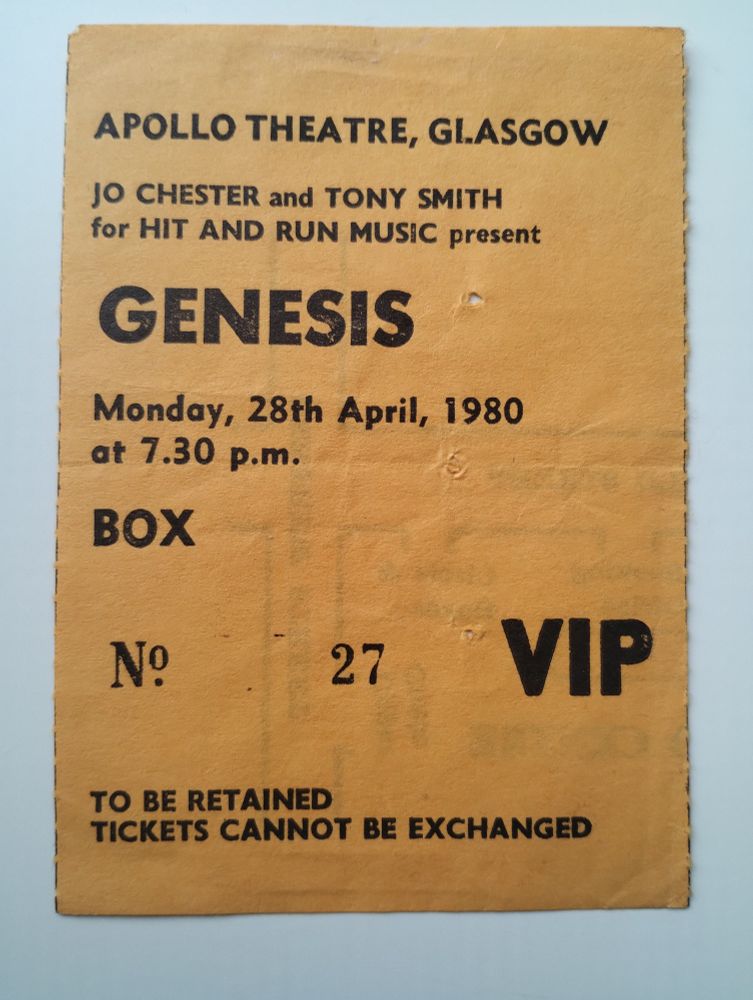 APOLLO THEATRE, GLASGOW
JO CHESTER and TONY SMITH
for HIT AND RUN MUSIC present
GENESIS
Monday, 28th April, 1980
at 7.30 p.m.
BOX
Nº 27 VIP
TO BE RETAINED
TICKETS CANNOT BE EXCHANGED